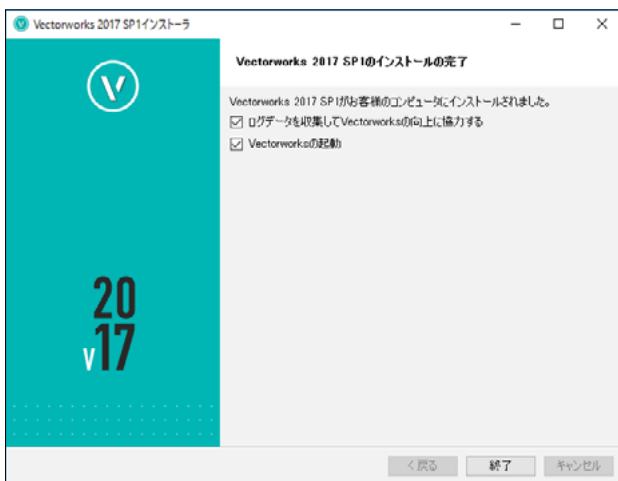 Vectorworks 2017 SP1インストーラ
Vectorworks 2017 SP1のインストールの完了
Vectorworks 2017 SP1がお客様のコンピュータにインストールされました。
ログデータを収集してVectorworksの向上に協力する
Vectorworksの起動
20
v17
< 戻る
終了
キャンセル